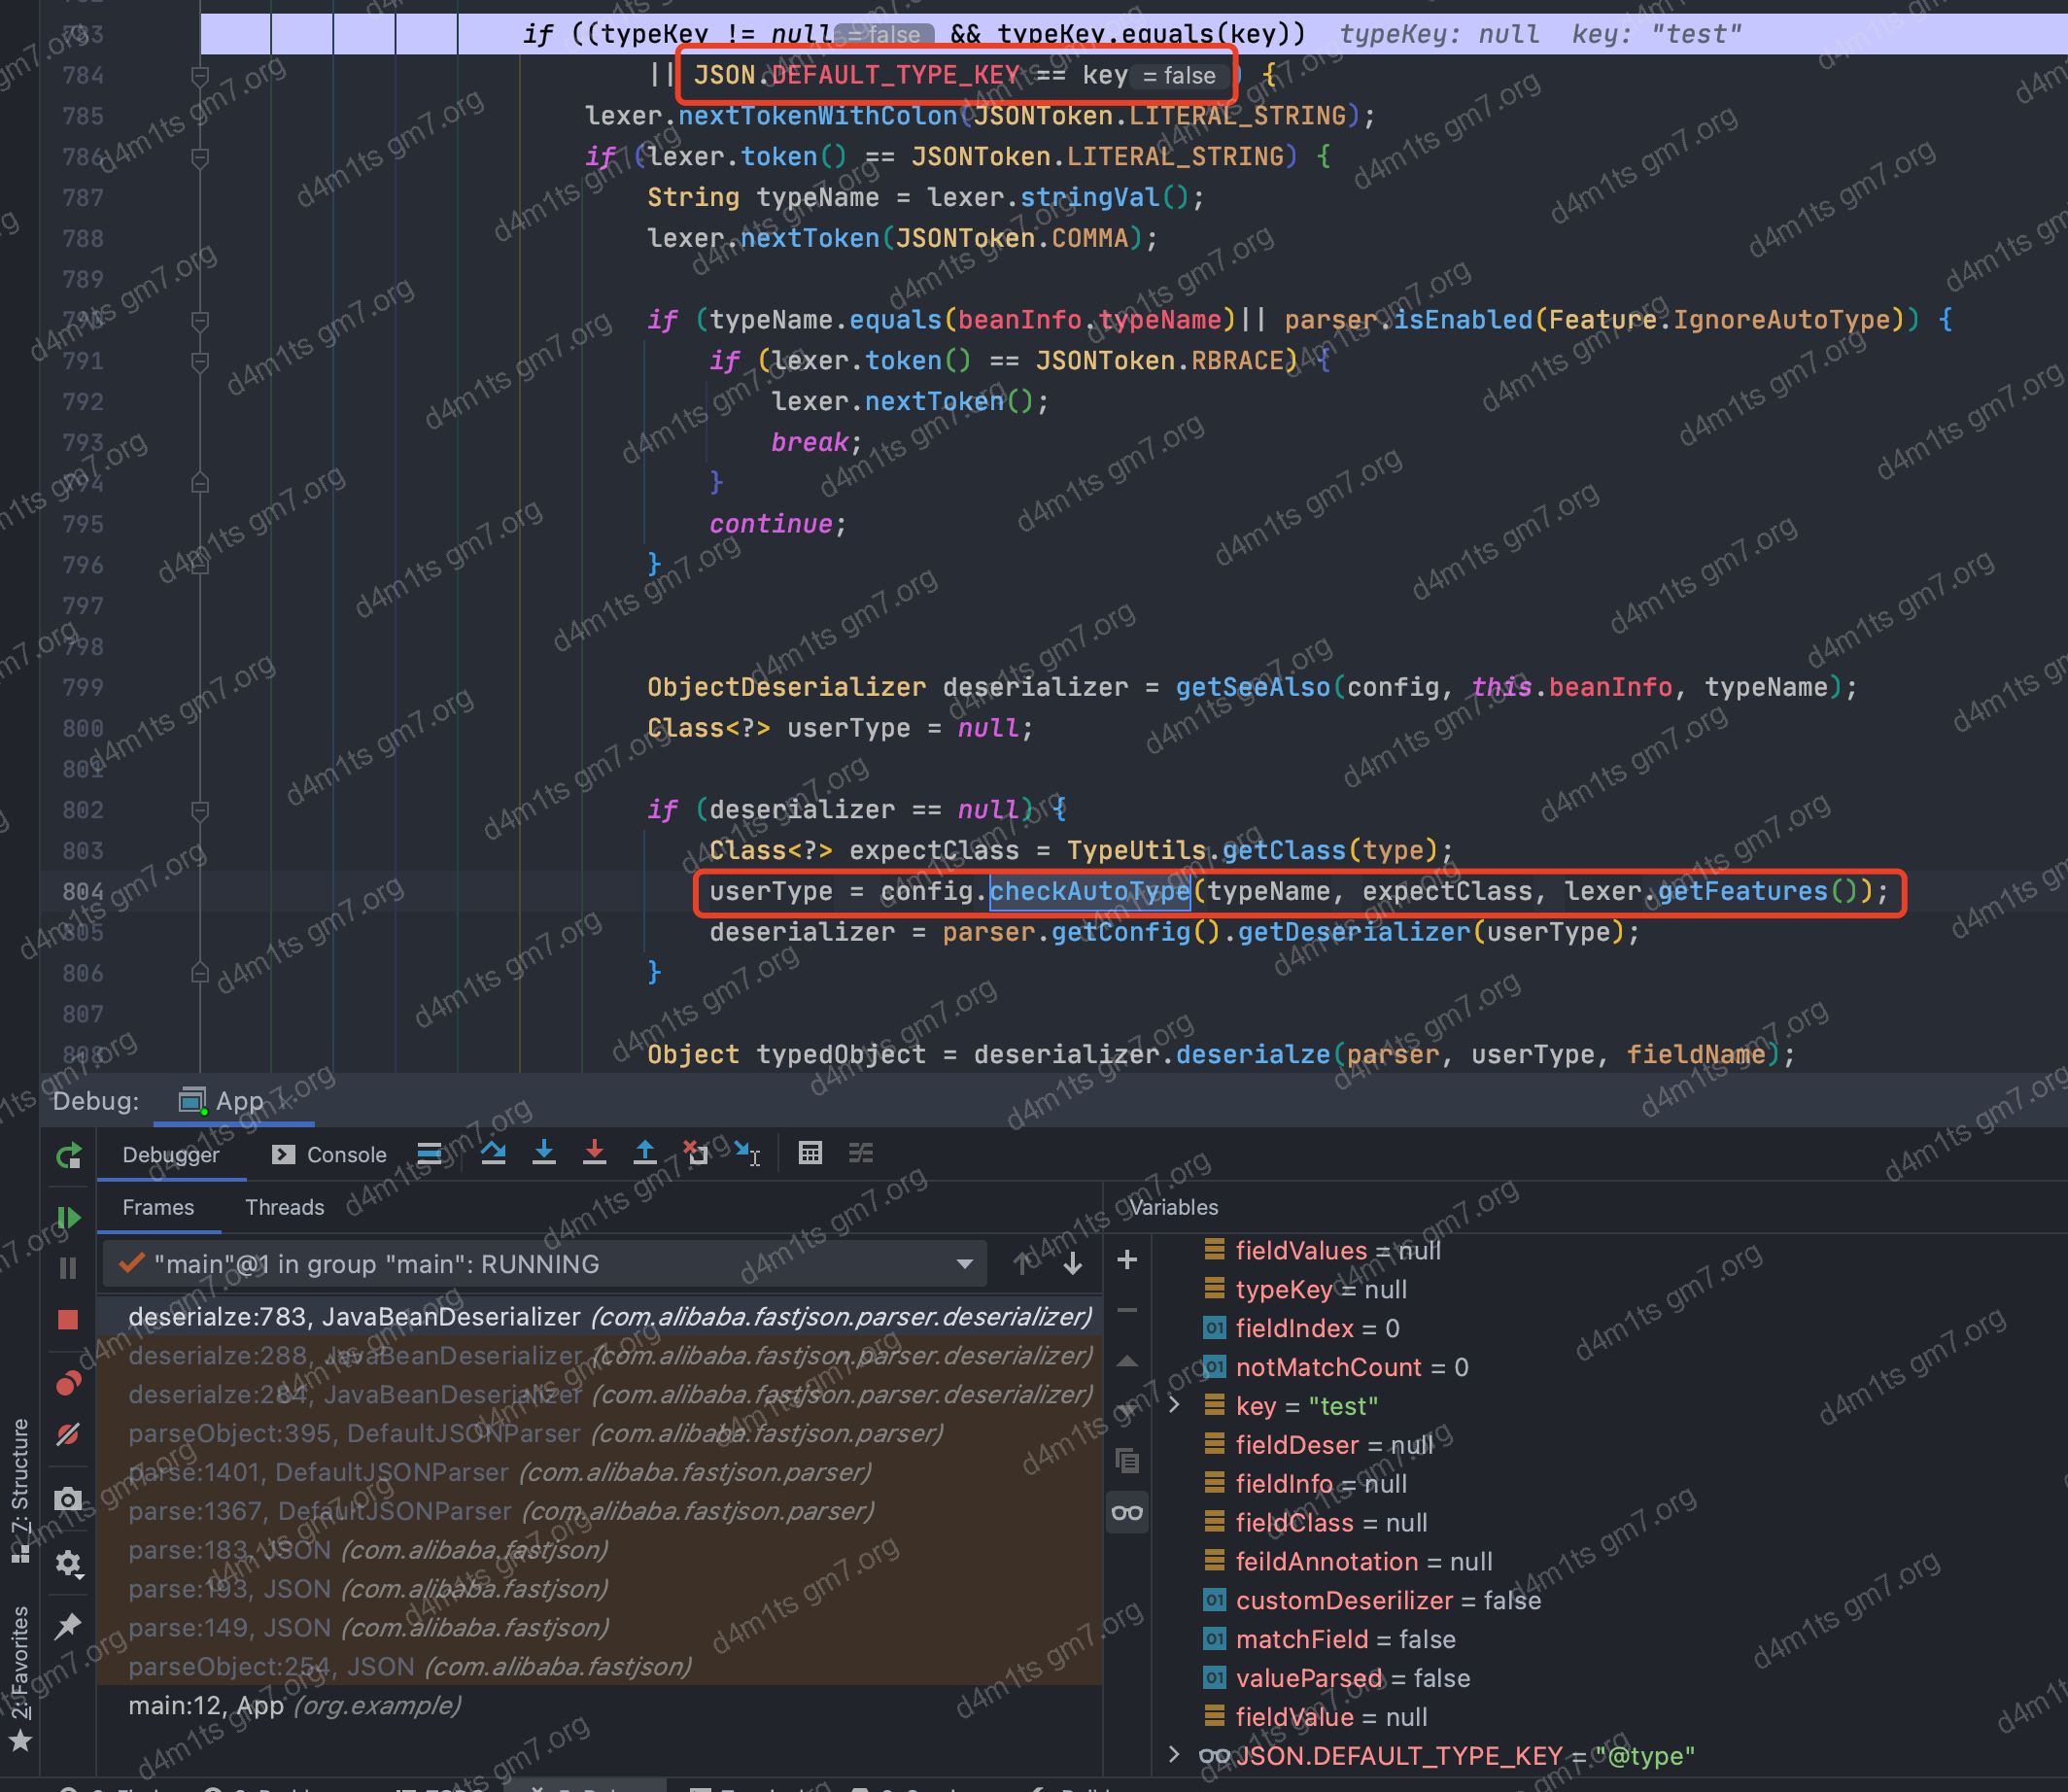 783 if ((typeKey != null = false && typeKey.equals(key)) typeKey: null key: "test"
784 || JSON.DEFAULT_TYPE_KEY == key = false ) {
785 lexer.nextTokenWithColon(JSONToken.LITERAL_STRING);
786 if (lexer.token() == JSONToken.LITERAL_STRING) {
787 String typeName = lexer.stringVal();
788 lexer.nextToken(JSONToken.COMMA);
789
790 if (typeName.equals(beanInfo.typeName)|| parser.isEnabled(Feature.IgnoreAutoType)) {
791 if (lexer.token() == JSONToken.RBRACE) {
792 lexer.nextToken();
793 break;
794 }
795 continue;
796 }
797
798
799 ObjectDeserializer deserializer = getSeeAlso(config, this.beanInfo, typeName);
800 Class<?> userType = null;
801
802 if (deserializer == null) {
803 Class<?> expectClass = TypeUtils.getClass(type);
804 userType = config.checkAutoType(typeName, expectClass, lexer.getFeatures());
805 deserializer = parser.getConfig().getDeserializer(userType);
806 }
807
808 Object typedObject = deserializer.deserialze(parser, userType, fieldName);
Debug: App
Debugger Console
Frames Threads
Variables
"main"@1 in group "main": RUNNING
deserialze:783, JavaBeanDeserializer (com.alibaba.fastjson.parser.deserializer)
deserialze:288, JavaBeanDeserializer (com.alibaba.fastjson.parser.deserializer)
deserialze:284, JavaBeanDeserializer (com.alibaba.fastjson.parser.deserializer)
parseObject:395, DefaultJSONParser (com.alibaba.fastjson.parser)
parse:1401, DefaultJSONParser (com.alibaba.fastjson.parser)
parse:1367, DefaultJSONParser (com.alibaba.fastjson.parser)
parse:183, JSON (com.alibaba.fastjson)
parse:193, JSON (com.alibaba.fastjson)
parse:149, JSON (com.alibaba.fastjson)
parseObject:254, JSON (com.alibaba.fastjson)
main:12, App (org.example)
fieldValues = null
typeKey = null
fieldIndex = 0
notMatchCount = 0
key = "test"
fieldDeser = null
fieldInfo = null
fieldClass = null
feildAnnotation = null
customDeserilizer = false
matchField = false
valueParsed = false
fieldValue = null
JSON.DEFAULT_TYPE_KEY = "@type"
Z: Structure
2: Favorites
d4m1ts gm7.org